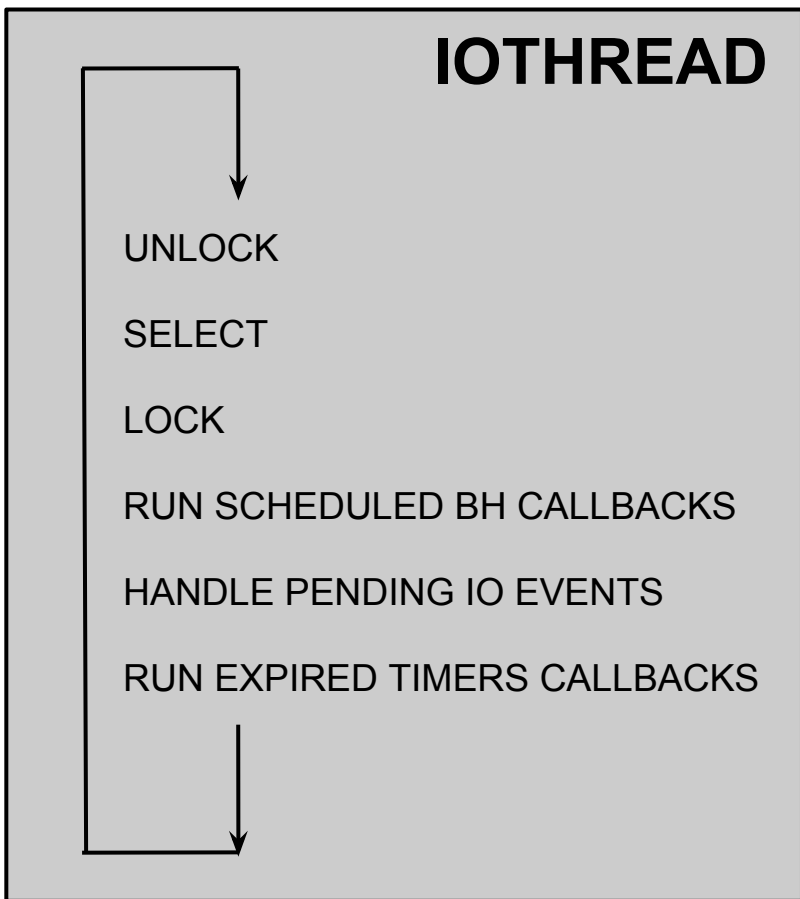 IOTHREAD
UNLOCK
SELECT
LOCK
RUN SCHEDULED BH CALLBACKS
HANDLE PENDING IO EVENTS
RUN EXPIRED TIMERS CALLBACKS